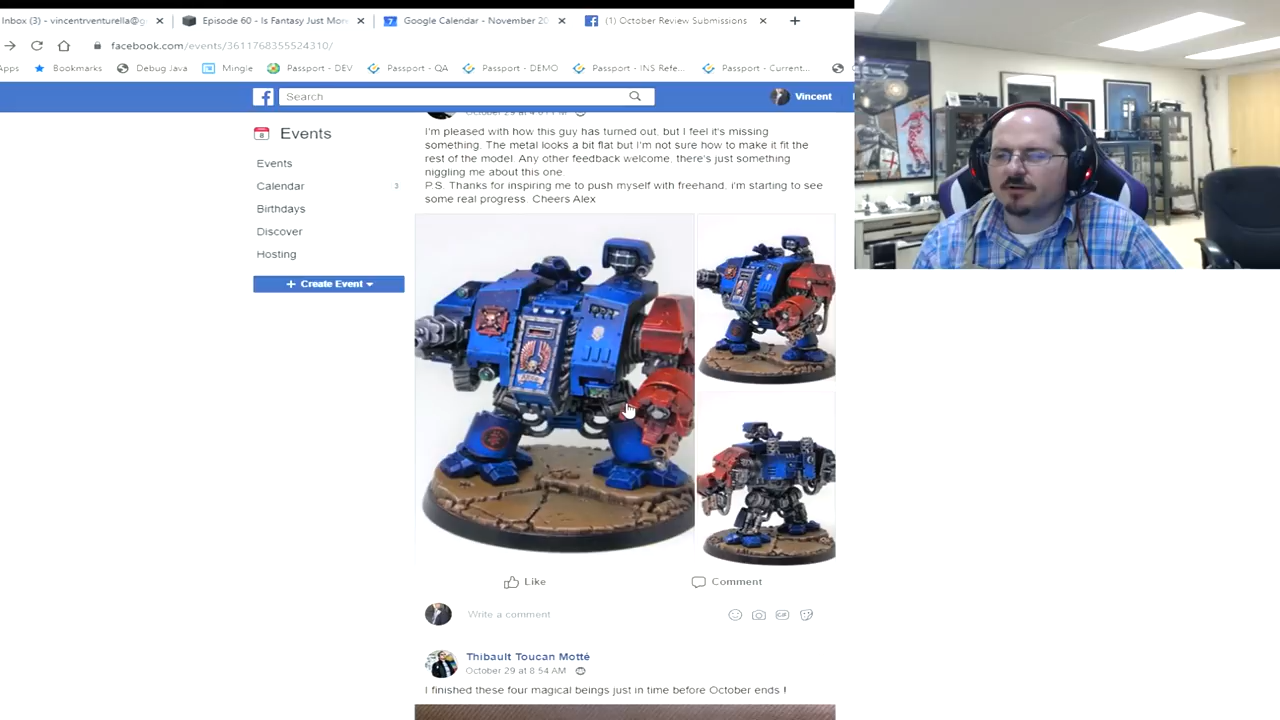 Inbox (3) - vincentrventurella@g
Episode 60 - Is Fantasy Just More
Google Calendar - November 20
(1) October Review Submissions
facebook.com/events/3611768355524310/
Apps
Bookmarks
Debug Java
Mingle
Passport - DEV
Passport - QA
Passport - DEMO
Passport - INS Refe...
Passport - Current...
Search
Vincent
Events
Events
Calendar 3
Birthdays
Discover
Hosting
+ Create Event
I'm pleased with how this guy has turned out, but I feel it's missing
something. The metal looks a bit flat but I'm not sure how to make it fit the
rest of the model. Any other feedback welcome, there's just something
niggling me about this one
P.S. Thanks for inspiring me to push myself with freehand, i'm starting to see
some real progress. Cheers Alex
Like
Comment
Write a comment
GIF
Thibault Toucan Motté
October 29 at 8:54 AM
I finished these four magical beings just in time before October ends !